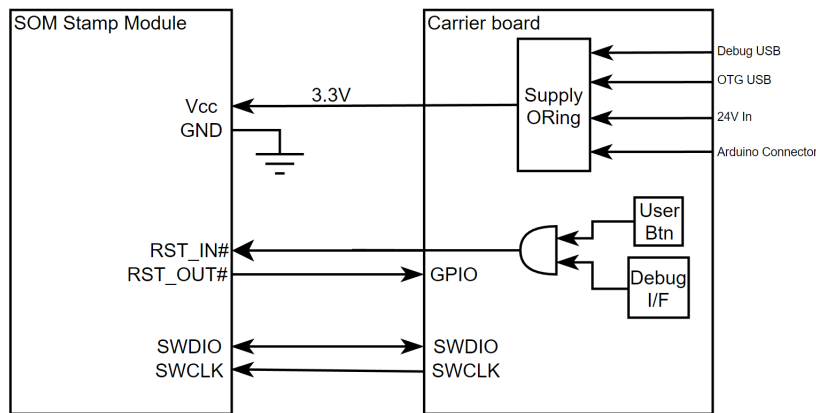 SOM Stamp Module
Carrier board
Debug USB
OTG USB
24V In
Arduino Connector
Supply
ORing
3.3V
Vcc
GND
User
Btn
Debug
I/F
RST_IN#
RST_OUT#
GPIO
SWDIO
SWCLK
SWDIO
SWCLK